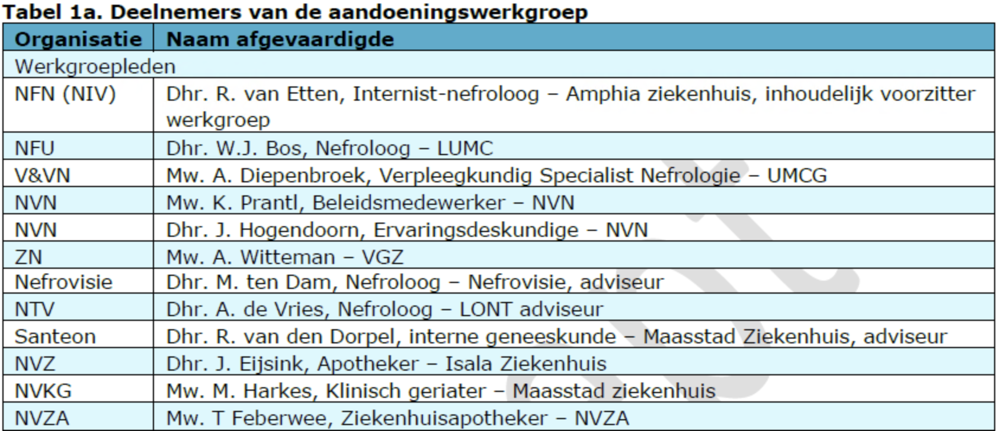 Tabel 1a. Deelnemers van de aandoeningswerkgroep
Organisatie Naam afgevaardigde
Werkgroepleden
NFN (NIV) Dhr. R. van Etten, Internist-nefroloog – Amphia ziekenhuis, inhoudelijk voorzitter
werkgroep
NFU Dhr. W.J. Bos, Nefroloog – LUMC
V&VN Mw. A. Diepenbroek, Verpleegkundig Specialist Nefrologie – UMCG
NVN Mw. K. Prantl, Beleidsmedewerker – NVN
NVN Dhr. J. Hogendoorn, Ervaringsdeskundige – NVN
ZN Mw. A. Witteman – VGZ
Nefrovisie Dhr. M. ten Dam, Nefroloog – Nefrovisie, adviseur
NTV Dhr. A. de Vries, Nefroloog – LONT adviseur
Santeon Dhr. R. van den Dorpel, interne geneeskunde – Maasstad Ziekenhuis, adviseur
NVZ Dhr. J. Eijsink, Apotheker – Isala Ziekenhuis
NVKG Mw. M. Harkes, Klinisch geriater – Maasstad ziekenhuis
NVZA Mw. T Feberwee, Ziekenhuisapotheker – NVZA